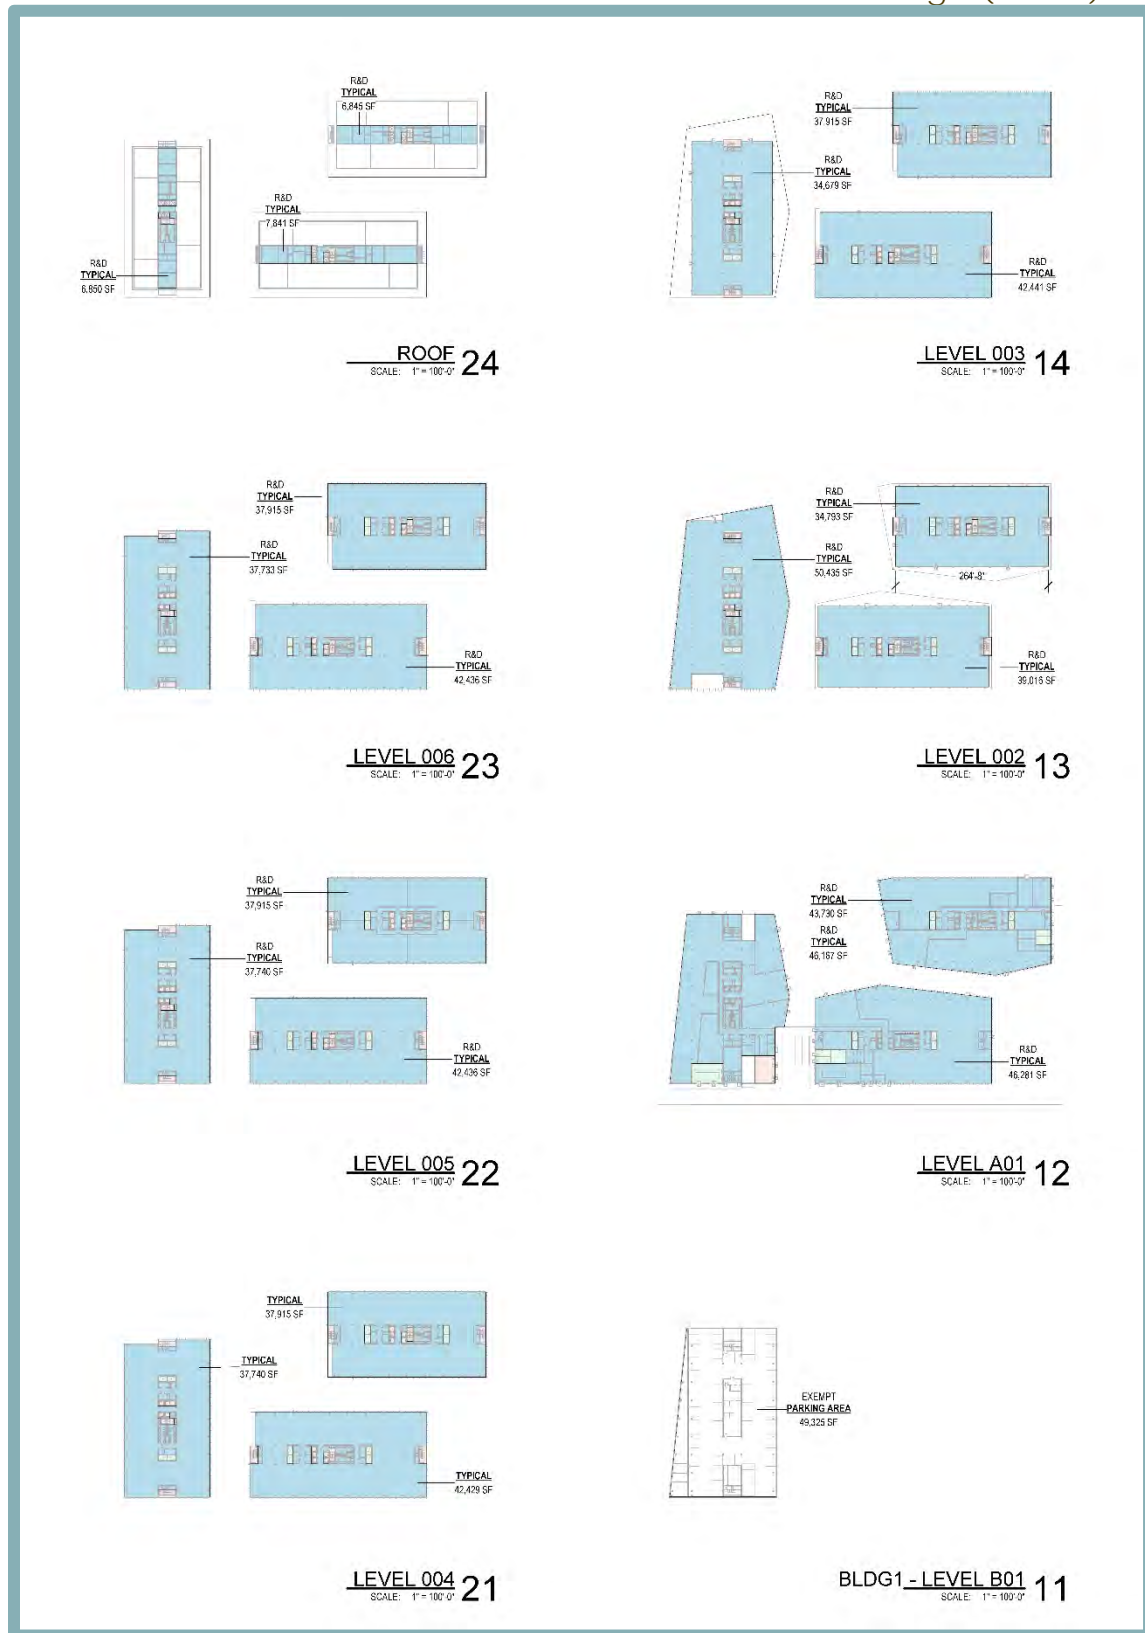 R&D
TYPICAL
6,845 SF
R&D
TYPICAL
7,841 SF
R&D
TYPICAL
6,850 SF
ROOF 24
SCALE: 1" = 100'-0"
R&D
TYPICAL
37,915 SF
R&D
TYPICAL
34,679 SF
R&D
TYPICAL
42,441 SF
LEVEL 003 14
SCALE: 1" = 100'-0"
R&D
TYPICAL
37,915 SF
R&D
TYPICAL
37,733 SF
R&D
TYPICAL
42,436 SF
LEVEL 006 23
SCALE: 1" = 100'-0"
R&D
TYPICAL
34,793 SF
R&D
TYPICAL
50,435 SF
264'-8"
R&D
TYPICAL
39,016 SF
LEVEL 002 13
SCALE: 1" = 100'-0"
R&D
TYPICAL
37,915 SF
R&D
TYPICAL
37,740 SF
R&D
TYPICAL
42,436 SF
LEVEL 005 22
SCALE: 1" = 100'-0"
R&D
TYPICAL
43,730 SF
R&D
TYPICAL
46,167 SF
R&D
TYPICAL
46,281 SF
LEVEL A01 12
SCALE: 1" = 100'-0"
TYPICAL
37,915 SF
TYPICAL
37,740 SF
TYPICAL
42,429 SF
LEVEL 004 21
SCALE: 1" = 100'-0"
EXEMPT
PARKING AREA
49,325 SF
BLDG1 - LEVEL B01 11
SCALE: 1" = 100'-0"